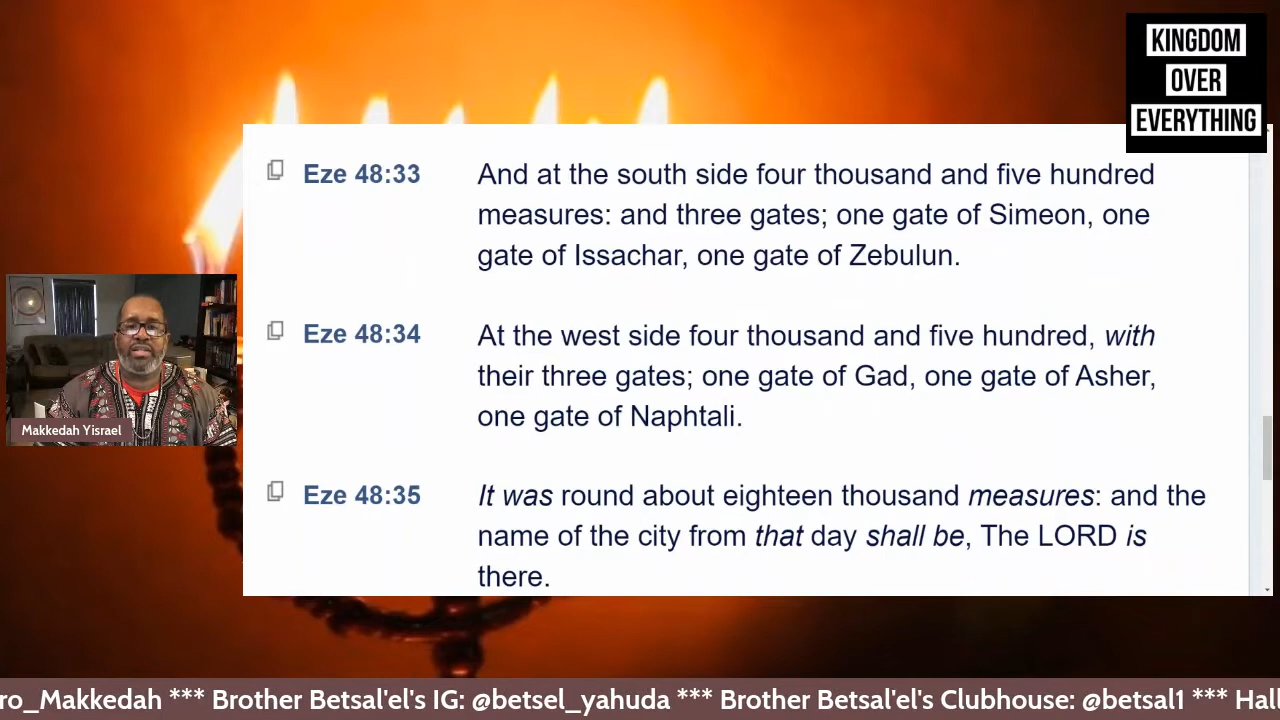 KINGDOM
OVER
EVERYTHING
Eze 48:33
And at the south side four thousand and five hundred
measures: and three gates; one gate of Simeon, one
gate of Issachar, one gate of Zebulun.
Eze 48:34
At the west side four thousand and five hundred, with
their three gates; one gate of Gad, one gate of Asher,
one gate of Naphtali.
Eze 48:35
It was round about eighteen thousand measures: and the
name of the city from that day shall be, The LORD is
there.
Makkedah Yisrael
ro_Makkedah *** Brother Betsal'el's IG: @betsel_yahuda *** Brother Betsal'el's Clubhouse: @betsal1 *** Hall